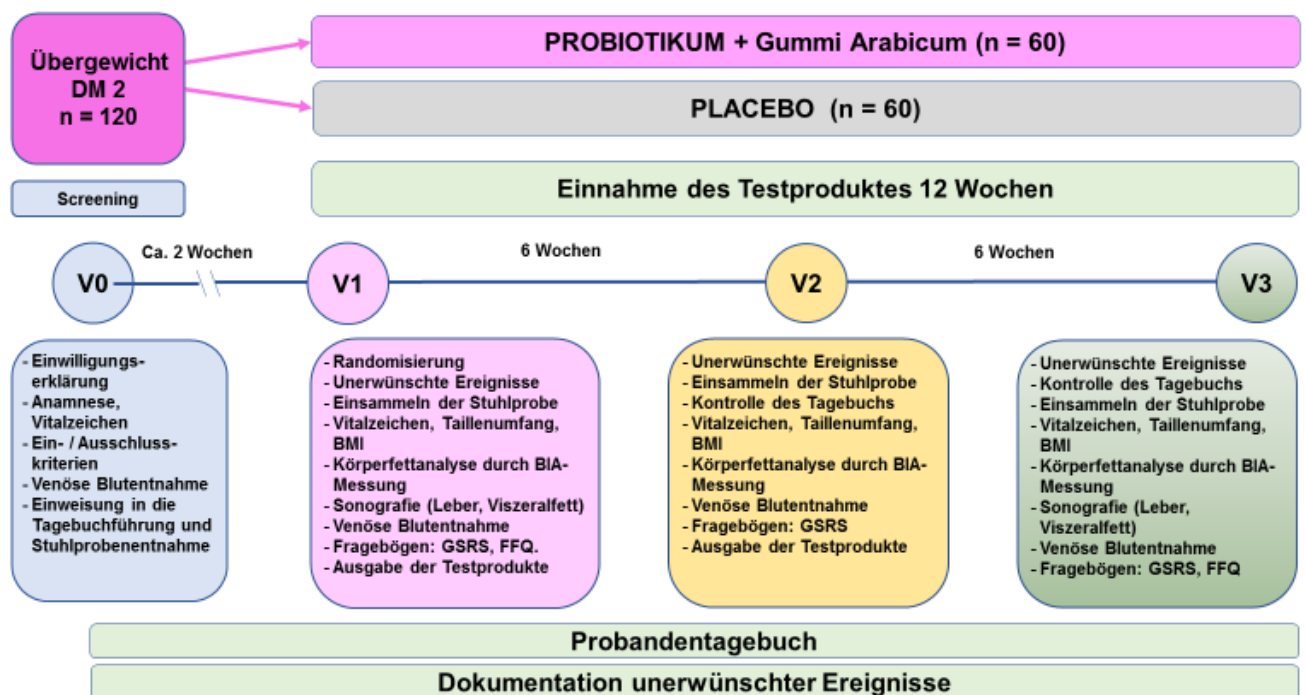 Übergewicht
DM 2
n = 120
PROBIOTIKUM + Gummi Arabicum (n = 60)
PLACEBO (n = 60)
Screening
Einnahme des Testproduktes 12 Wochen
Ca. 2 Wochen
6 Wochen
6 Wochen
V0
V1
V2
V3
- Einwilligungs-
erklärung
- Anamnese,
Vitalzeichen
- Ein- / Ausschluss-
kriterien
- Venöse Blutentnahme
- Einweisung in die
Tagebuchführung und
Stuhlprobenentnahme
- Randomisierung
- Unerwünschte Ereignisse
- Einsammeln der Stuhlprobe
- Vitalzeichen, Taillenumfang,
BMI
- Körperfettanalyse durch BIA-
Messung
- Sonografie (Leber, Viszeralfett)
- Venöse Blutentnahme
- Fragebögen: GSRS, FFQ.
- Ausgabe der Testprodukte
- Unerwünschte Ereignisse
- Einsammeln der Stuhlprobe
- Kontrolle des Tagebuchs
- Vitalzeichen, Taillenumfang,
BMI
- Körperfettanalyse durch BIA-
Messung
- Venöse Blutentnahme
- Fragebögen: GSRS
- Ausgabe der Testprodukte
- Unerwünschte Ereignisse
- Kontrolle des Tagebuchs
- Einsammeln der Stuhlprobe
- Vitalzeichen, Taillenumfang,
BMI
- Körperfettanalyse durch BIA-
Messung
- Sonografie (Leber,
Viszeralfett)
- Venöse Blutentnahme
- Fragebögen: GSRS, FFQ
Probandentagebuch
Dokumentation unerwünschter Ereignisse